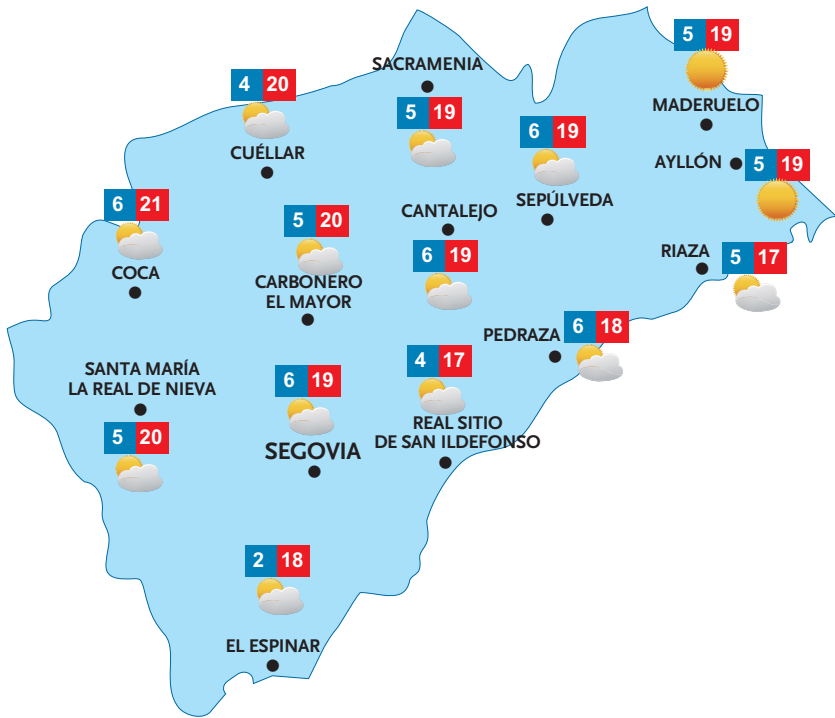 5 19
MADERUELO
SACRAMENIA
5 19
4 20
CUÉLLAR
6 19
SEPÚLVEDA
AYLLÓN
5 19
6 21
COCA
5 20
CARBONERO
EL MAYOR
CANTALEJO
6 19
RIAZA
5 17
PEDRAZA
6 18
SANTA MARÍA
LA REAL DE NIEVA
5 20
6 19
SEGOVIA
4 17
REAL SITIO
DE SAN ILDEFONSO
2 18
EL ESPINAR